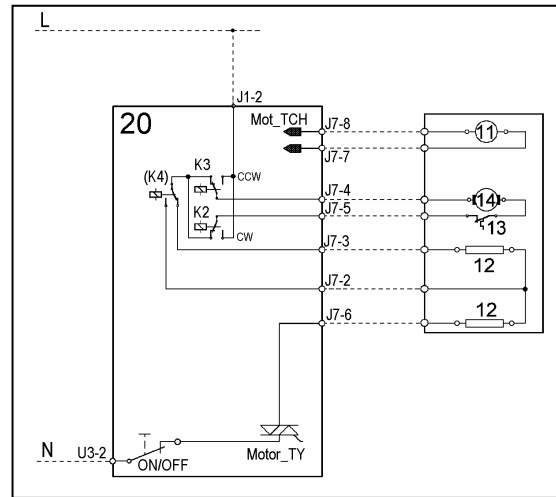 L
J1-2
20
Mot_TCH
J7-8
11
J7-7
K3
CCW
(K4)
J7-4
14
K2
J7-5
13
CW
J7-3
12
J7-2
J7-6
12
N
U3-2
ON/OFF
Motor_TY